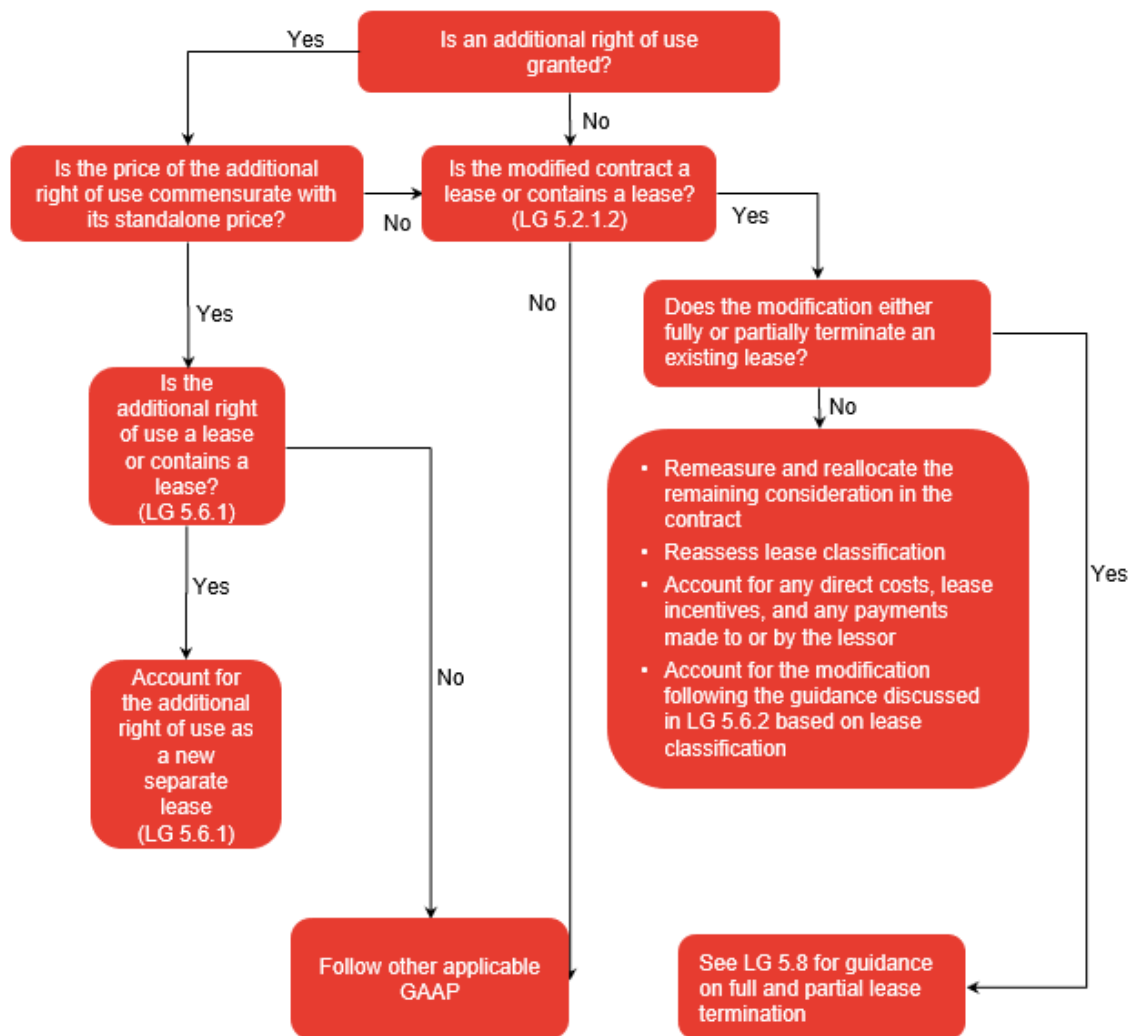 Is an additional right of use
granted?
Yes
No
Is the price of the additional
right of use commensurate with
its standalone price?
No
Is the modified contract a
lease or contains a lease?
(LG 5.2.1.2)
Yes
Yes
No
Does the modification either
fully or partially terminate an
existing lease?
Is the
additional right
of use a lease
or contains a
lease?
(LG 5.6.1)
No
▪ Remeasure and reallocate the
remaining consideration in the
contract
▪ Reassess lease classification
▪ Account for any direct costs, lease
incentives, and any payments
made to or by the lessor
▪ Account for the modification
following the guidance discussed
in LG 5.6.2 based on lease
classification
Yes
Yes
No
Account for
the additional
right of use as
a new
separate
lease
(LG 5.6.1)
Follow other applicable
GAAP
See LG 5.8 for guidance
on full and partial lease
termination